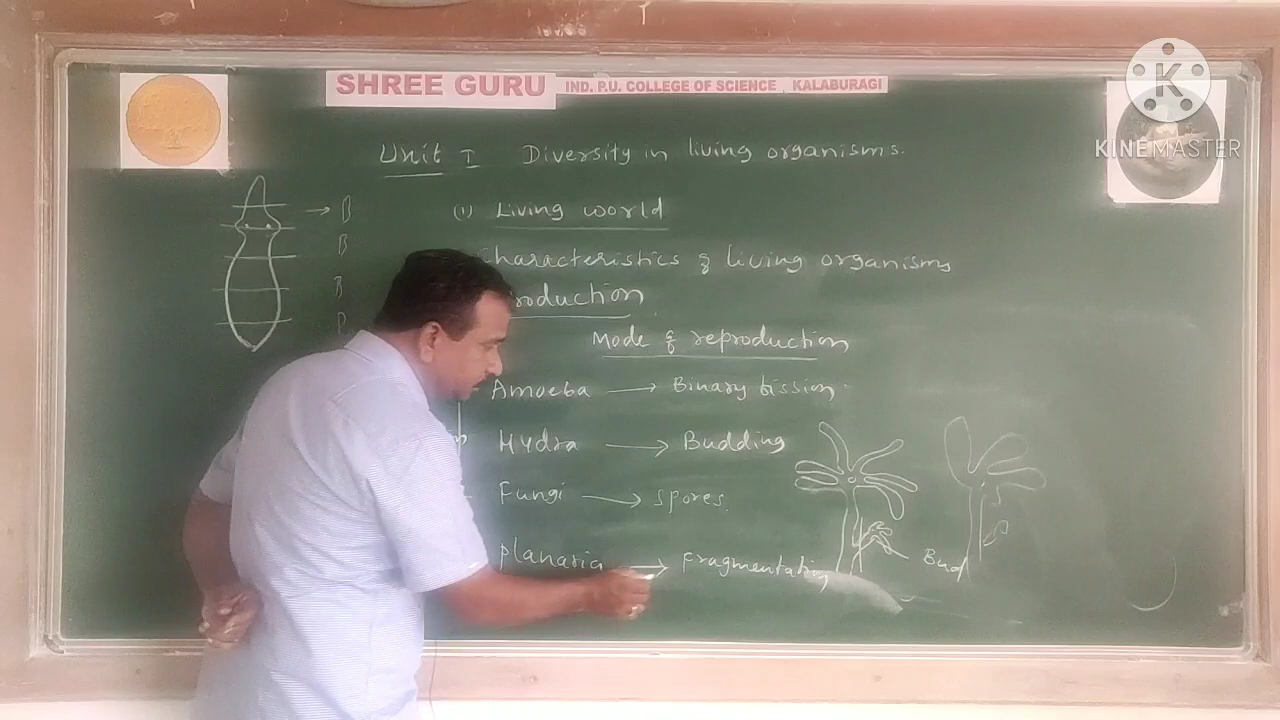 SHREE GURU IND. P.U. COLLEGE OF SCIENCE, KALABURAGI
KINEMASTER
Unit I Diversity in living organisms.
(1) Living world
characteristics of living organisms
production
Mode of reproduction
Amoeba → Binary fission.
Hydra → Budding
Fungi → spores.
planaria → Fragmentation
Bud